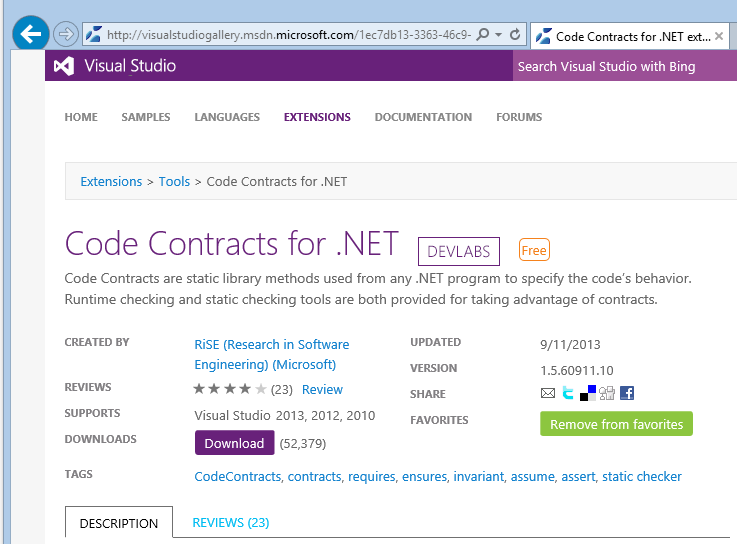 http://visualstudiogallery.msdn.microsoft.com/1ec7db13-3363-46c9-
Code Contracts for .NET ext...
Visual Studio
Search Visual Studio with Bing
HOME SAMPLES LANGUAGES EXTENSIONS DOCUMENTATION FORUMS
Extensions > Tools > Code Contracts for .NET
Code Contracts for .NET DEVLABS Free
Code Contracts are static library methods used from any .NET program to specify the code's behavior.
Runtime checking and static checking tools are both provided for taking advantage of contracts.
CREATED BY RiSE (Research in Software
Engineering) (Microsoft)
REVIEWS (23) Review
SUPPORTS Visual Studio 2013, 2012, 2010
DOWNLOADS Download (52,379)
UPDATED 9/11/2013
VERSION 1.5.60911.10
SHARE
FAVORITES Remove from favorites
TAGS CodeContracts, contracts, requires, ensures, invariant, assume, assert, static checker
DESCRIPTION REVIEWS (23)